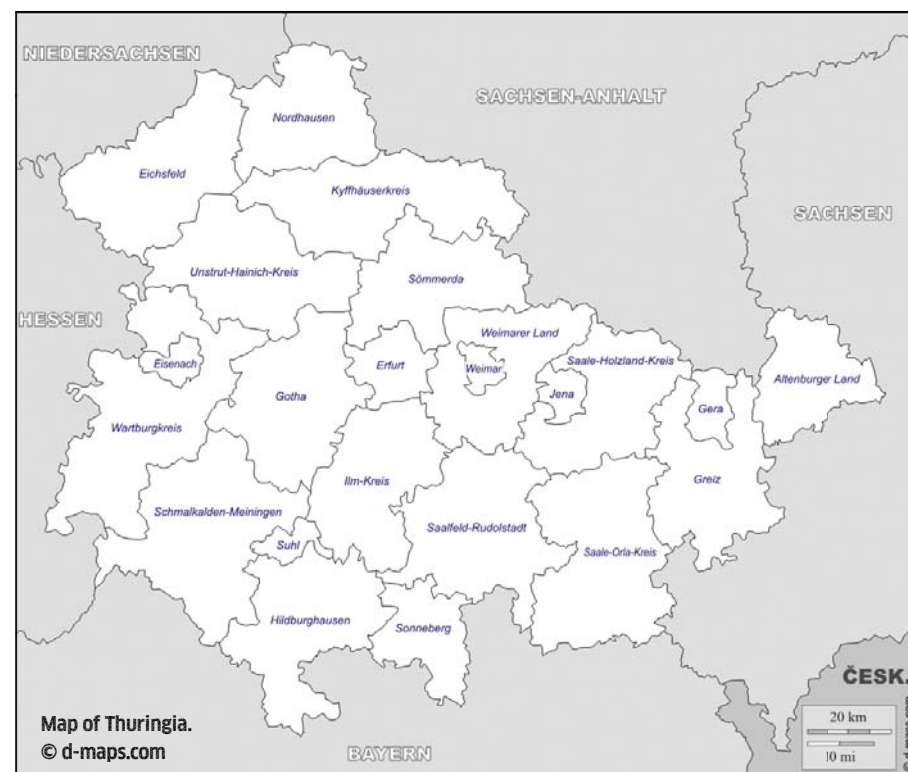 NIEDERSACHSEN
SACHSEN-ANHALT
Nordhausen
Eichsfeld
Kyffhäuserkreis
SACHSEN
Unstrut-Hainich-Kreis
Sömmerda
HESSEN
Weimarer Land
Eisenach
Erfurt
Weimar
Saale-Holzland-Kreis
Gotha
Jena
Altenburger Land
Gera
Wartburgkreis
Ilm-Kreis
Greiz
Schmalkalden-Meiningen
Saalfeld-Rudolstadt
Suhl
Saale-Orla-Kreis
Hildburghausen
Sonneberg
ČESK.
Map of Thuringia.
© d-maps.com
BAYERN
20 km
10 mi
© d-maps.com